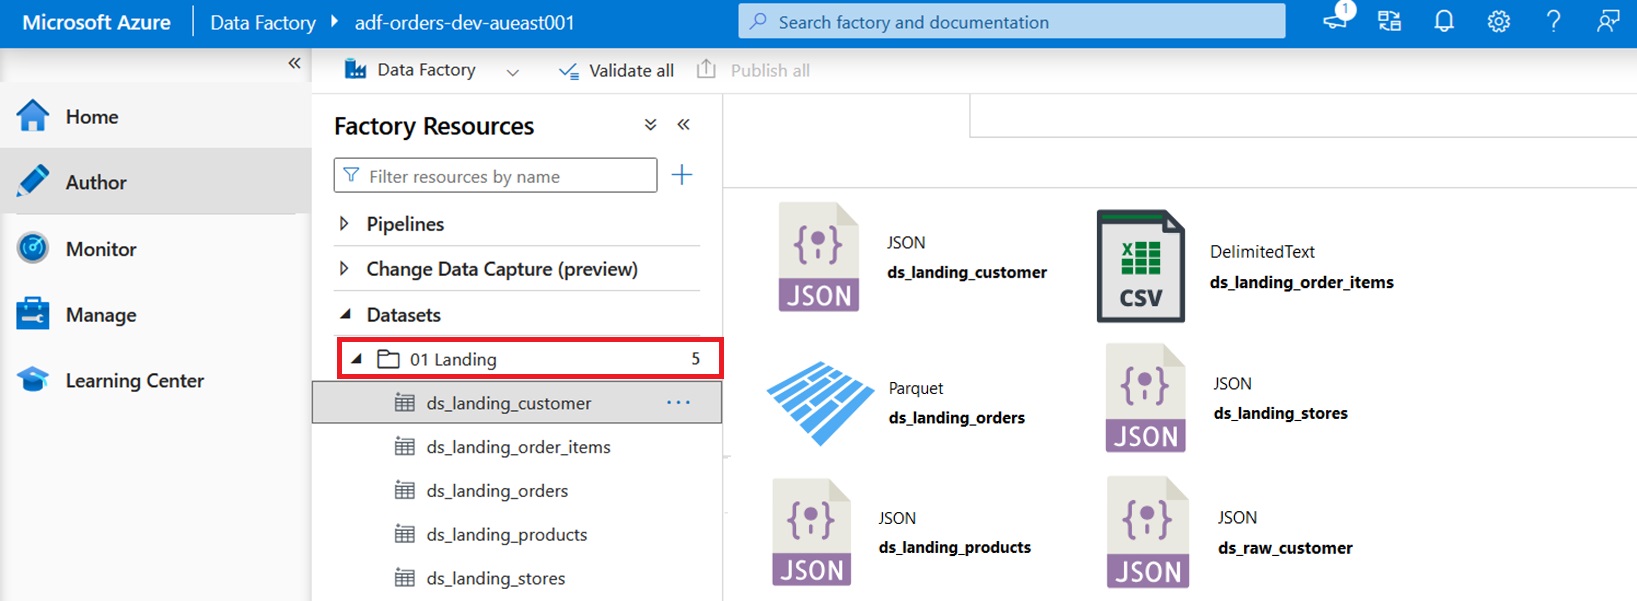 Microsoft Azure
Data Factory
adf-orders-dev-aueast001
Search factory and documentation
1
Home
Author
Monitor
Manage
Learning Center
Data Factory
Validate all
Publish all
Factory Resources
Filter resources by name
Pipelines
Change Data Capture (preview)
Datasets
01 Landing 5
ds_landing_customer
ds_landing_order_items
ds_landing_orders
ds_landing_products
ds_landing_stores
JSON
JSON
ds_landing_customer
CSV
DelimitedText
ds_landing_order_items
Parquet
ds_landing_orders
JSON
JSON
ds_landing_stores
JSON
JSON
ds_landing_products
JSON
JSON
ds_raw_customer